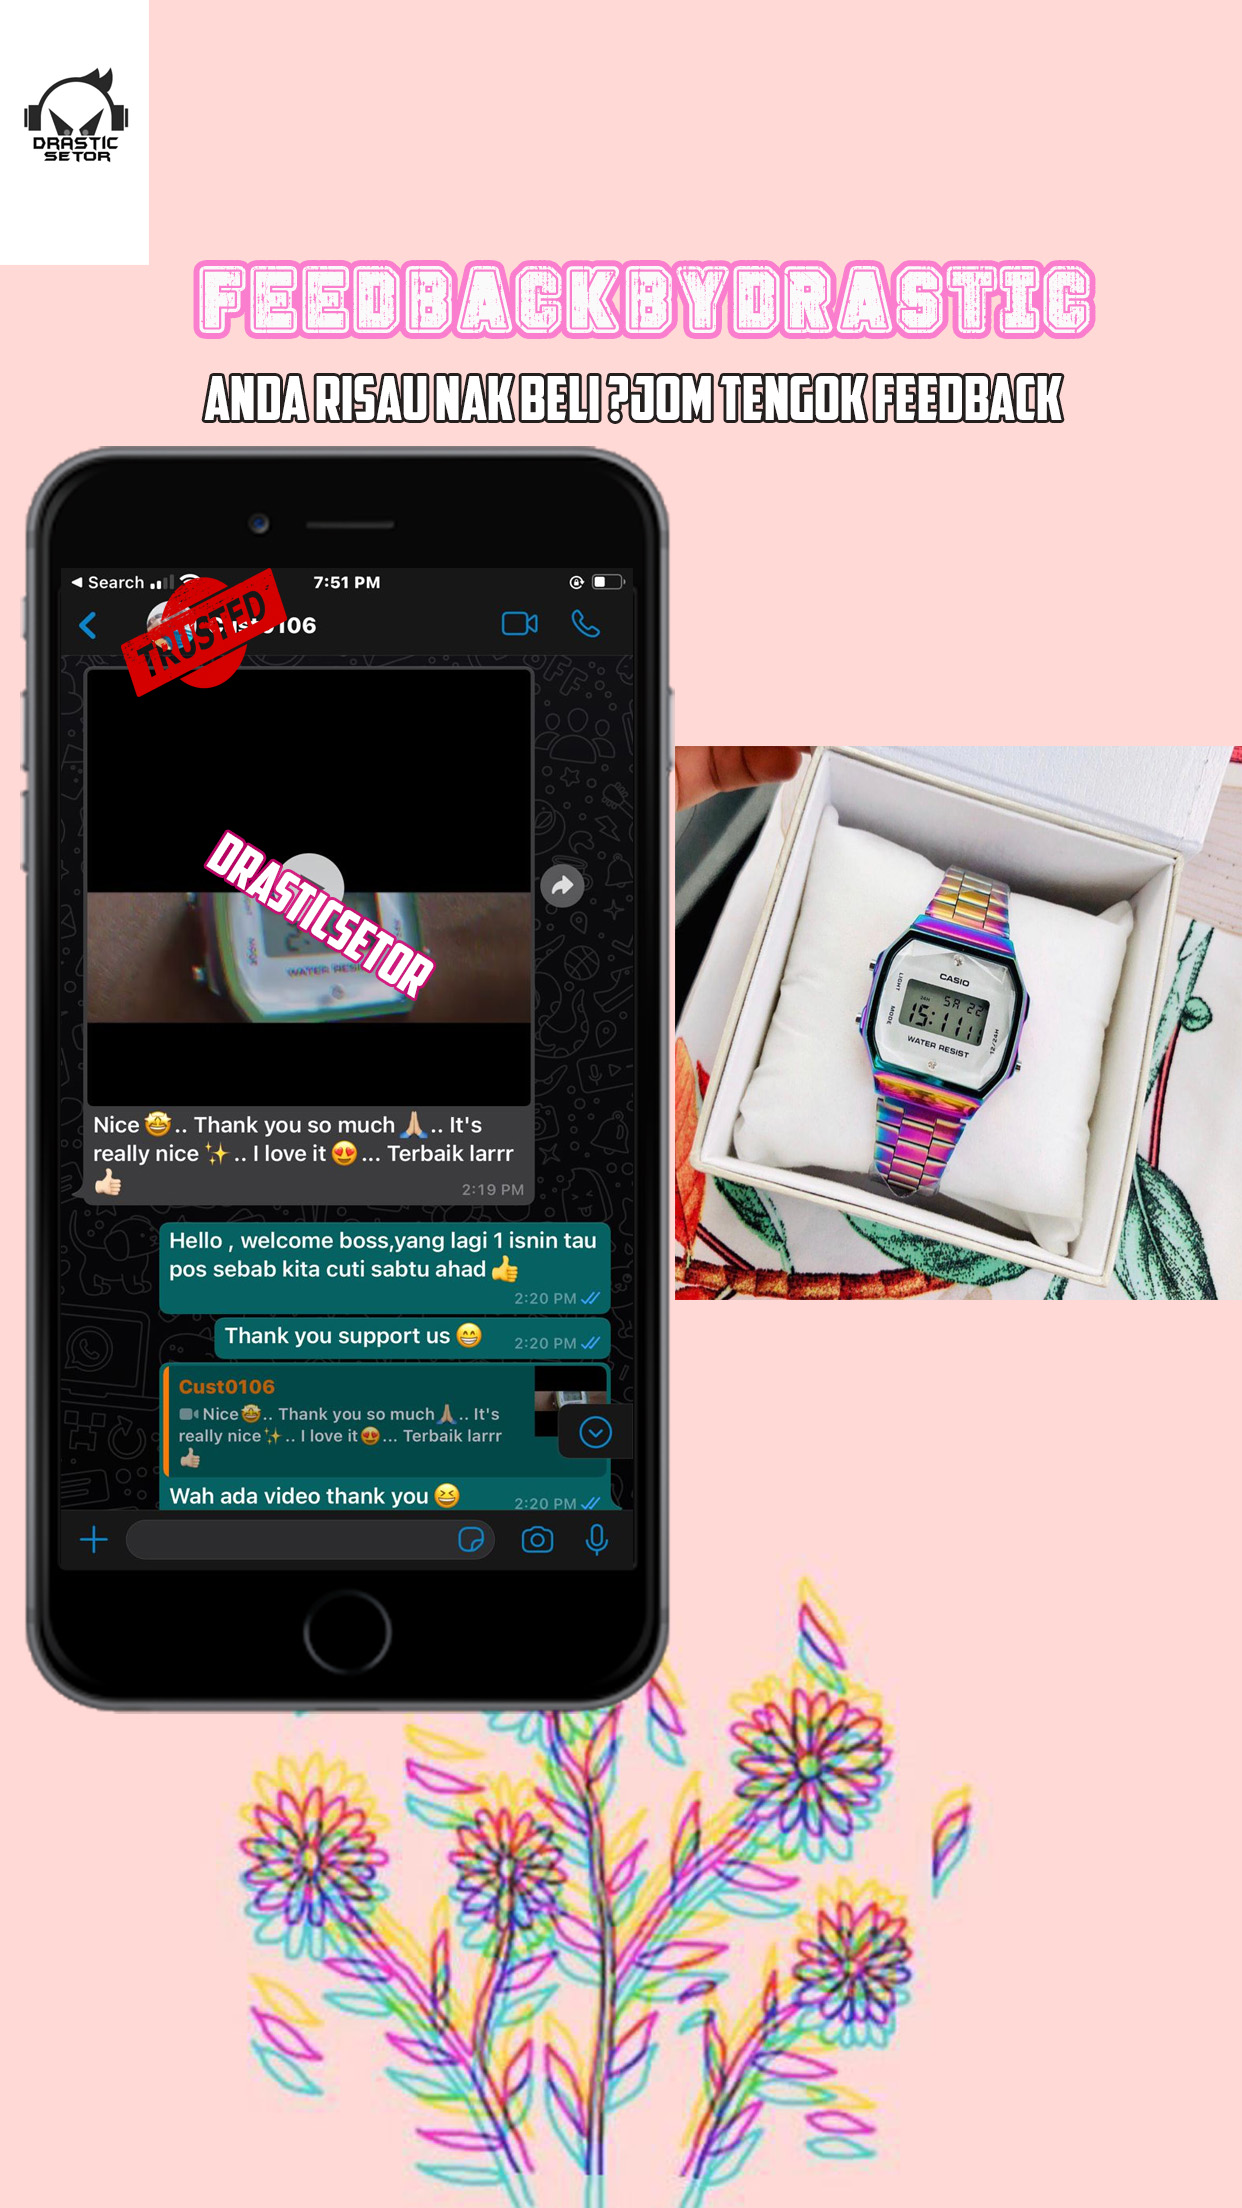 DRASTIC
SETOR
FEEDBACKBYDRASTIC
ANDA RISAU NAK BELI ? JOM TENGOK FEEDBACK
Search
7:51 PM
TRUSTED
Cust0106
DRASTICSETOR
WATER RESIST
Nice🤩.. Thank you so much🙏🏼.. It's
really nice✨.. I love it😍... Terbaik larrr
👍🏻
2:19 PM
Hello , welcome boss,yang lagi 1 isnin tau
pos sebab kita cuti sabtu ahad👍
2:20 PM
Thank you support us😁
2:20 PM
Cust0106
Nice🤩.. Thank you so much🙏🏼.. It's
really nice✨.. I love it😍... Terbaik larrr
👍🏻
Wah ada video thank you😆
2:20 PM
CASIO
LIGHT
24H
SA 22
15:11
MODE
12/24H
WATER RESIST